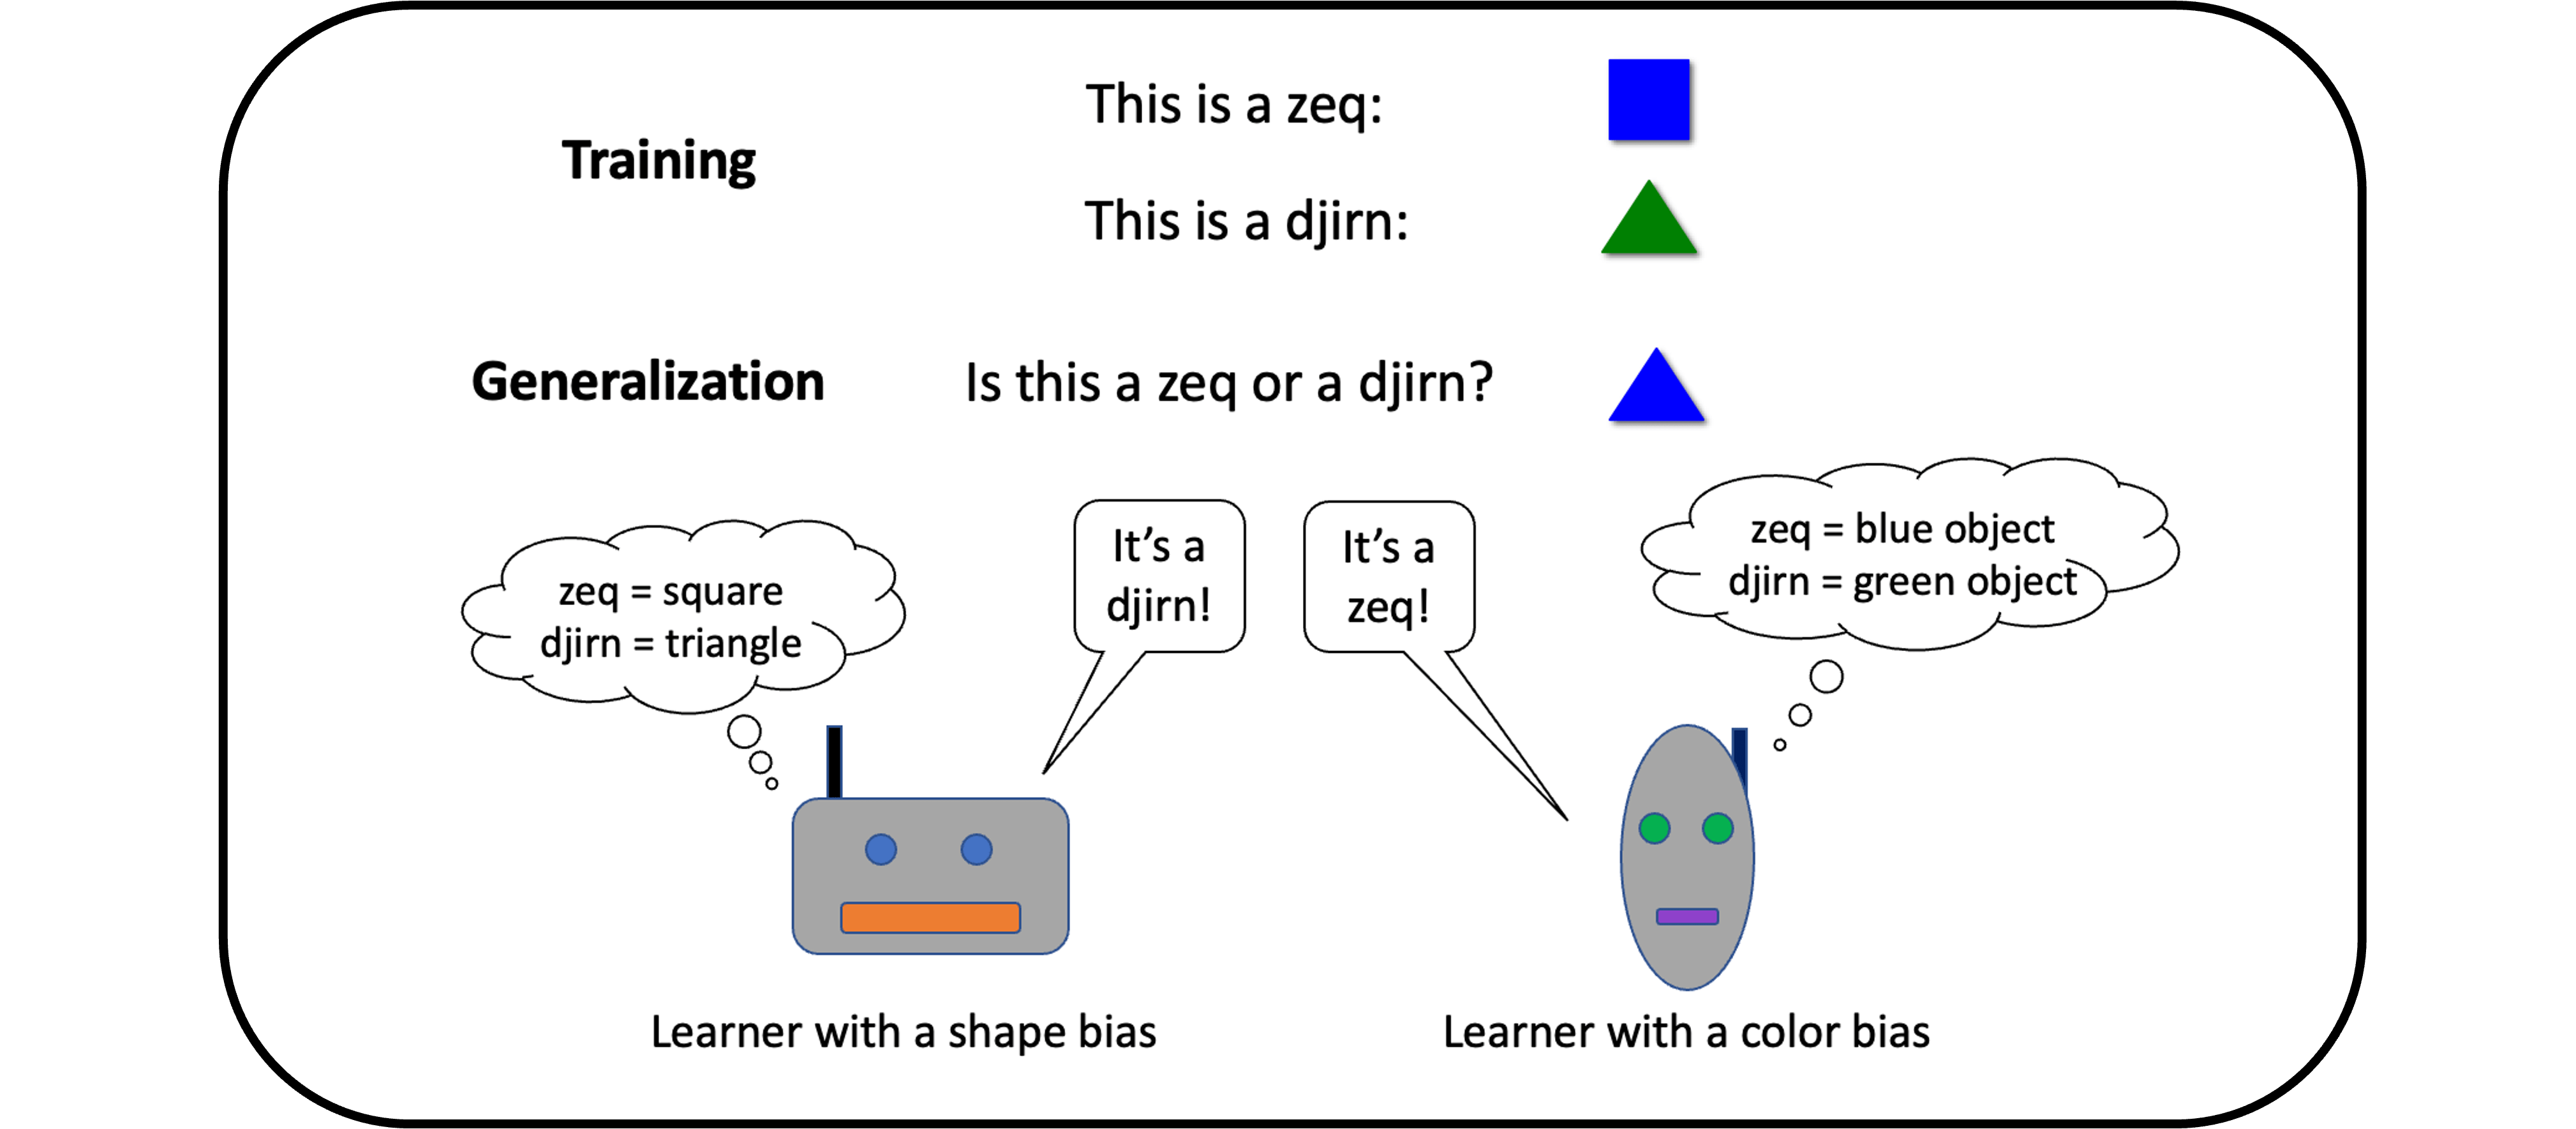 This is a zeq:
Training
This is a djirn:
Generalization
Is this a zeq or a djirn?
zeq = square
djirn = triangle
It's a
djirn!
It's a
zeq!
zeq = blue object
djirn = green object
Learner with a shape bias
Learner with a color bias